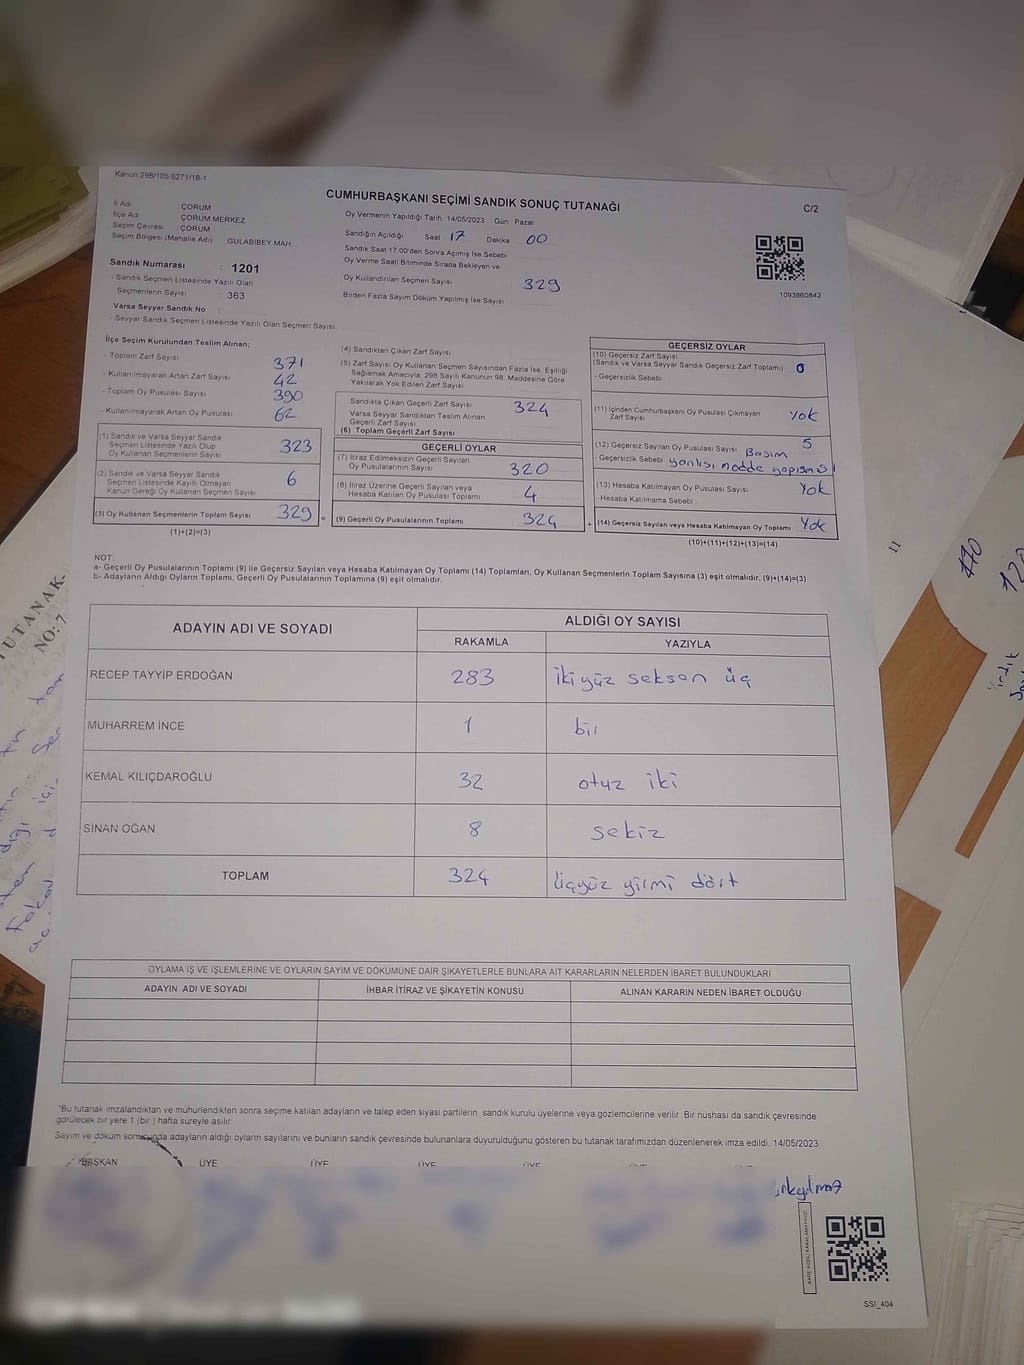 Kanun:298/105 6271/18-1
CUMHURBAŞKANI SEÇİMİ SANDIK SONUÇ TUTANAĞI
C/2
İl Adı : ÇORUM
İlçe Adı : ÇORUM MERKEZ
Seçim Çevresi : ÇORUM
Seçim Bölgesi (Mahalle Adı) GULABİBEY MAH.
Sandık Numarası : 1201
- Sandık Seçmen Listesinde Yazılı Olan
Seçmenlerin Sayısı : 363
Varsa Seyyar Sandık No :
- Seyyar Sandık Seçmen Listesinde Yazılı Olan Seçmen Sayısı:
Oy Vermenin Yapıldığı Tarih :14/05/2023 Gün : Pazar
Sandığın Açıldığı : Saat 17 Dakika 00
Sandık Saat 17.00'den Sonra Açımış İse Sebebi
Oy Verme Saati Bitiminde Sırada Bekleyen ve
Oy Kullandırılan Seçmen Sayısı : 329
Birden Fazla Sayım Döküm Yapılmış İse Sayısı :
1093860842
İlçe Seçim Kurulundan Teslim Alınan;
- Toplam Zarf Sayısı 371
- Kullanılmayarak Artan Zarf Sayısı 42
- Toplam Oy Pusulası Sayısı 390
- Kullanılmayarak Artan Oy Pusulası 62
(1) Sandık ve Varsa Seyyar Sandık
Seçmen Listesinde Yazılı Olup
Oy Kullanan Seçmenlerin Sayısı 323
(2) Sandık ve Varsa Seyyar Sandık
Seçmen Listesinde Kayıtlı Olmayan
Kanun Gereği Oy Kullanan Seçmen Sayısı 6
(3) Oy Kullanan Seçmenlerin Toplam Sayısı 329 =
(1)+(2)=(3)
(4) Sandıktan Çıkan Zarf Sayısı
(5) Zarf Sayısı Oy Kullanan Seçmen Sayısından Fazla İse, Eşitliği
Sağlamak Amacıyla, 298 Sayılı Kanunun 98. Maddesine Göre
Yakılarak Yok Edilen Zarf Sayısı
Sandıkta Çıkan Geçerli Zarf Sayısı 324
Varsa Seyyar Sandıktan Teslim Alınan
Geçerli Zarf Sayısı
(6) Toplam Geçerli Zarf Sayısı
GEÇERLİ OYLAR
(7) İtiraz Edilmeksizin Geçerli Sayılan
Oy Pusulalarının Sayısı 320
(8) İtiraz Üzerine Geçerli Sayılan veya
Hesaba Katılan Oy Pusulası Toplamı 4
(9) Geçerli Oy Pusulalarının Toplamı 324 +
GEÇERSİZ OYLAR
(10) Geçersiz Zarf Sayısı
(Sandık ve Varsa Seyyar Sandık Geçersiz Zarf Toplamı) 0
- Geçersizlik Sebebi
(11) İçinden Cumhurbaşkanı Oy Pusulası Çıkmayan
Zarf Sayısı Yok
(12) Geçersiz Sayılan Oy Pusulası Sayısı 5
- Geçersizlik Sebebi Basım yanlışı madde yapısmış
(13) Hesaba Katılmayan Oy Pusulası Sayısı Yok
- Hesaba Katılmama Sebebi :
(14) Geçersiz Sayılan veya Hesaba Katılmayan Oy Toplamı Yok
(10)+(11)+(12)+(13)=(14)
NOT:
a- Geçerli Oy Pusulalarının Toplamı (9) ile Geçersiz Sayılan veya Hesaba Katılmayan Oy Toplamı (14) Toplamları, Oy Kullanan Seçmenlerin Toplam Sayısına (3) eşit olmalıdır. (9)+(14)=(3)
b- Adayların Aldığı Oyların Toplamı, Geçerli Oy Pusulalarının Toplamına (9) eşit olmalıdır.
ADAYIN ADI VE SOYADI
ALDIĞI OY SAYISI
RAKAMLA YAZIYLA
RECEP TAYYİP ERDOĞAN 283 iki yüz seksen üç
MUHARREM İNCE 1 bir
KEMAL KILIÇDAROĞLU 32 otuz iki
SİNAN OĞAN 8 sekiz
TOPLAM 324 üçyüz yirmi dört
OYLAMA İŞ VE İŞLEMLERİNE VE OYLARIN SAYIM VE DÖKÜMÜNE DAİR ŞİKAYETLERLE BUNLARA AİT KARARLARIN NELERDEN İBARET BULUNDUKLARI
ADAYIN ADI VE SOYADI İHBAR İTİRAZ VE ŞİKAYETİN KONUSU ALINAN KARARIN NEDEN İBARET OLDUĞU
"Bu tutanak imzalandıktan ve mühürlendikten sonra seçime katılan adayların ve talep eden siyasi partilerin, sandık kurulu üyelerine veya gözlemcilerine verilir. Bir nüshası da sandık çevresinde
görülecek bir yere 1 (bir) hafta süreyle asılır.
Sayım ve döküm sonucunda adayların aldığı oyların sayılarını ve bunların sandık çevresinde bulunanlara duyurulduğunu gösteren bu tutanak tarafımızdan düzenlenerek imza edildi. 14/05/2023
BAŞKAN ÜYE ÜYE ÜYE ÜYE
KARE KODU KARALAMAYINIZ
SSİ_404
TUTANAK-
NO: 7
11
170